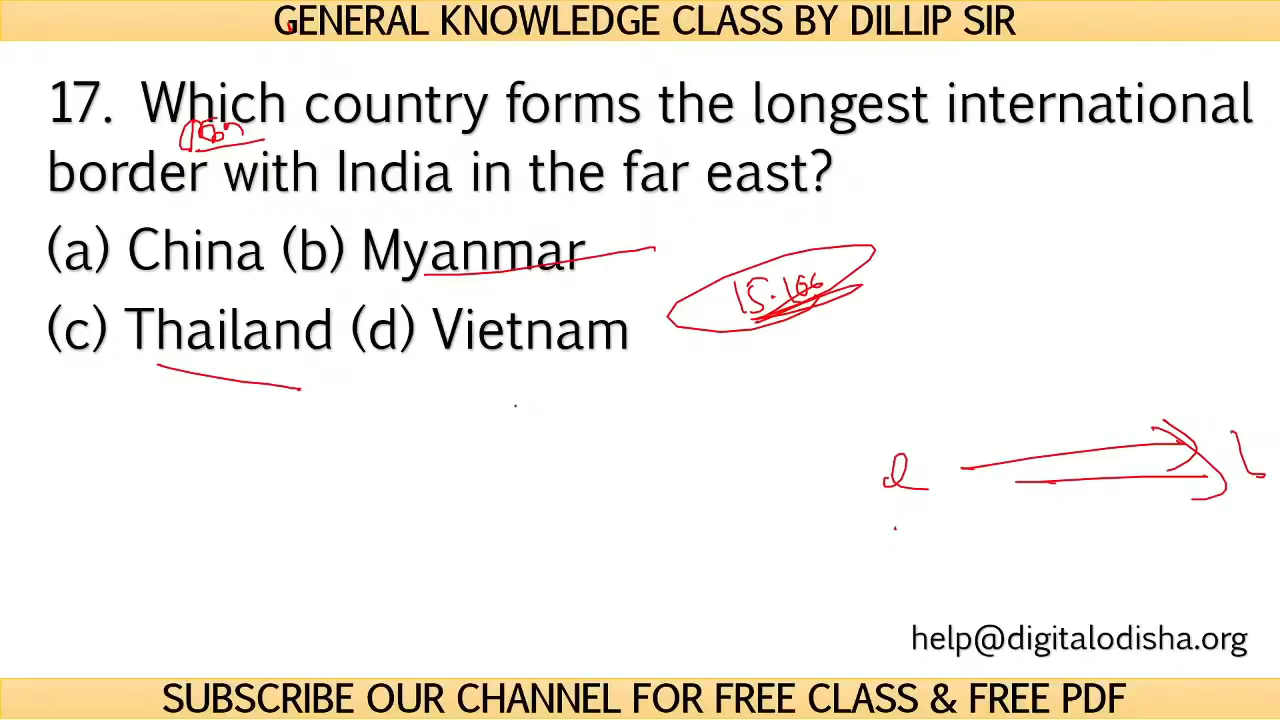 GENERAL KNOWLEDGE CLASS BY DILLIP SIR
17. Which country forms the longest international
border with India in the far east?
(a) China (b) Myanmar
15.106
(c) Thailand (d) Vietnam
help@digitalodisha.org
SUBSCRIBE OUR CHANNEL FOR FREE CLASS & FREE PDF